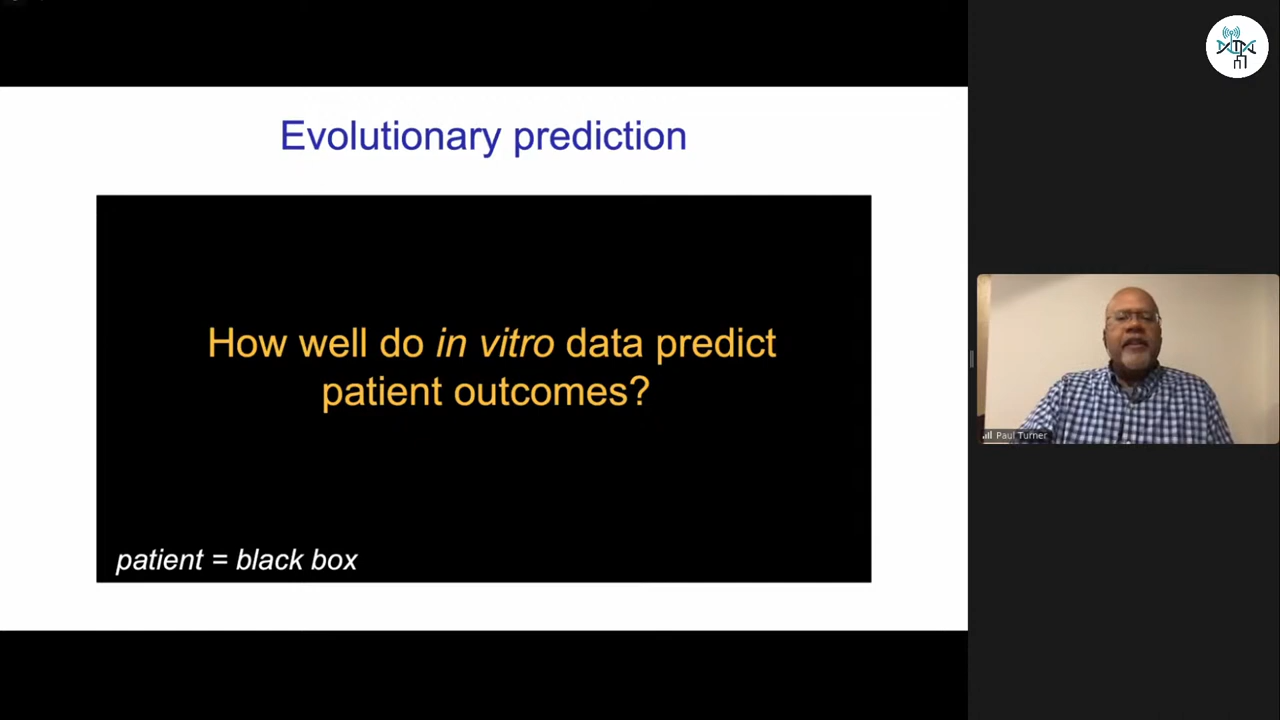 Evolutionary prediction
How well do in vitro data predict
patient outcomes?
patient = black box
Paul Turner